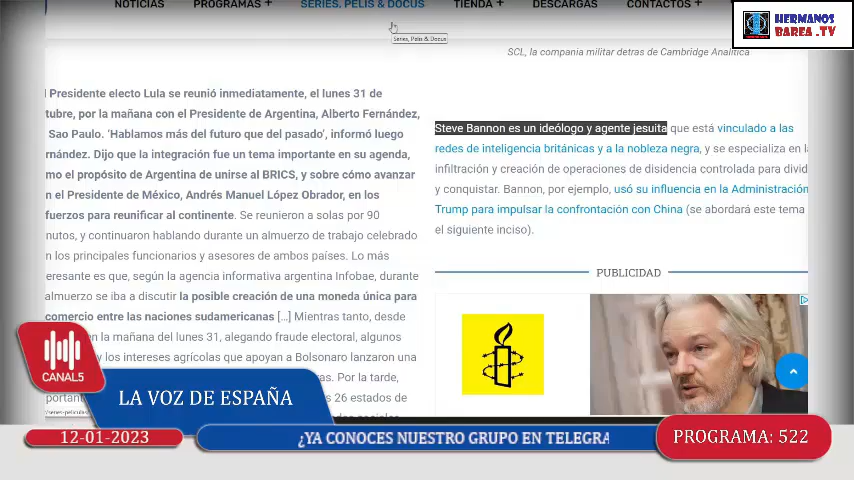 NOTICIAS PROGRAMAS + SERIES, PELIS & DOCUS TIENDA + DESCARGAS CONTACTOS +
HERMANOS
BAREA .TV
Series, Pelis & Docus
SCL, la compania militar detras de Cambridge Analitica
l Presidente electo Lula se reunió inmediatamente, el lunes 31 de
tubre, por la mañana con el Presidente de Argentina, Alberto Fernández,
Sao Paulo. 'Hablamos más del futuro que del pasado', informó luego
rnández. Dijo que la integración fue un tema importante en su agenda,
mo el propósito de Argentina de unirse al BRICS, y sobre cómo avanzar
n el Presidente de México, Andrés Manuel López Obrador, en los
fuerzos para reunificar al continente. Se reunieron a solas por 90
nutos, y continuaron hablando durante un almuerzo de trabajo celebrado
n los principales funcionarios y asesores de ambos países. Lo más
eresante es que, según la agencia informativa argentina Infobae, durante
almuerzo se iba a discutir la posible creación de una moneda única para
comercio entre las naciones sudamericanas […] Mientras tanto, desde
en la mañana del lunes 31, alegando fraude electoral, algunos
y los intereses agrícolas que apoyan a Bolsonaro lanzaron una
ras. Por la tarde,
portan
s 26 estados de
Steve Bannon es un ideólogo y agente jesuita que está vinculado a las
redes de inteligencia británicas y a la nobleza negra, y se especializa en la
infiltración y creación de operaciones de disidencia controlada para divid
y conquistar. Bannon, por ejemplo, usó su influencia en la Administración
Trump para impulsar la confrontación con China (se abordará este tema
el siguiente inciso).
PUBLICIDAD
CANAL5
LA VOZ DE ESPAÑA
12-01-2023
¿YA CONOCES NUESTRO GRUPO EN TELEGRA
PROGRAMA: 522